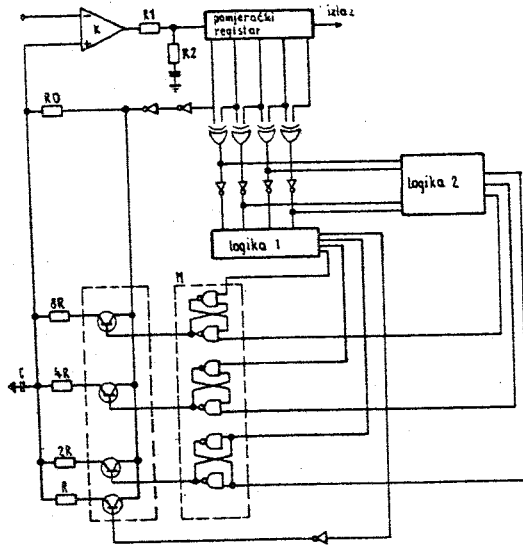 R1
pomjerački
registar
izlaz
K
R2
R0
logika 2
logika 1
M
8R
C
4R
2R
R